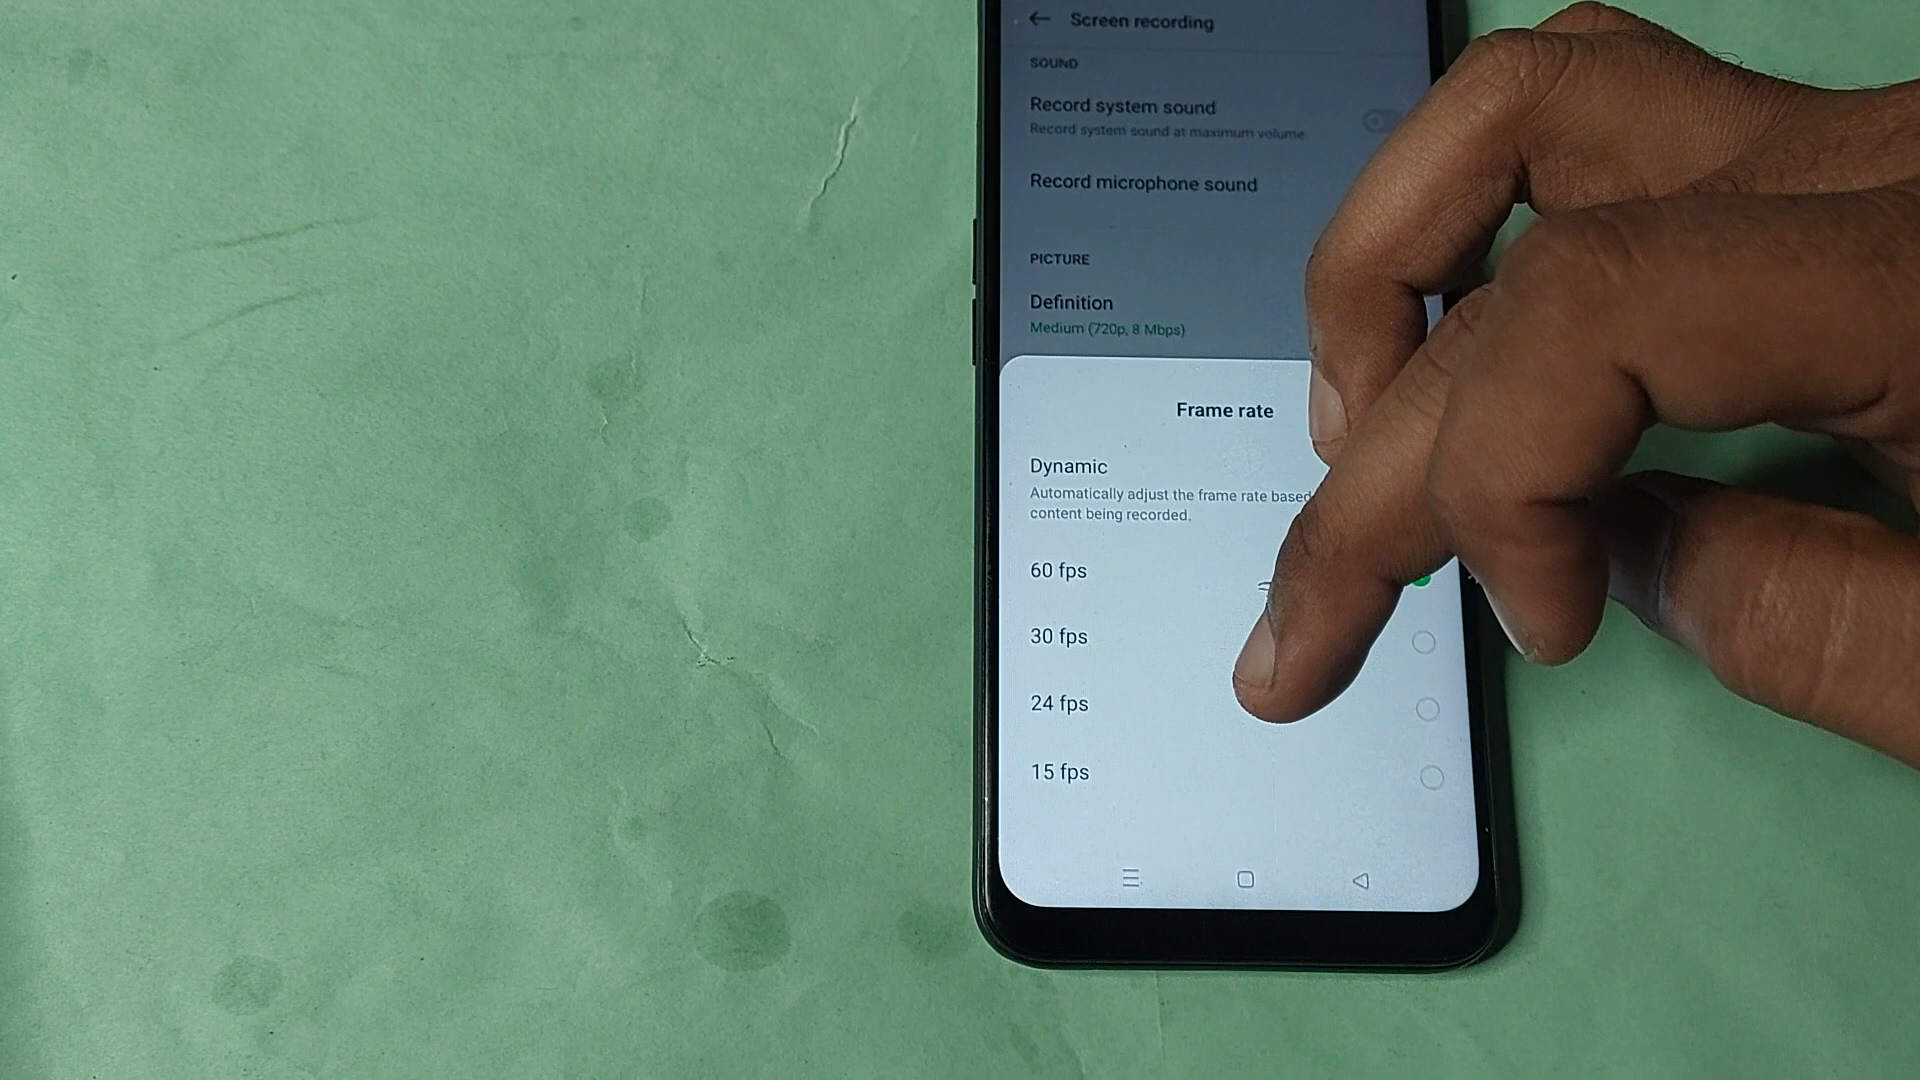 Screen recording
SOUND
Record system sound
Record system sound at maximum volume.
Record microphone sound
PICTURE
Definition
Medium (720p, 8 Mbps)
Frame rate
Dynamic
Automatically adjust the frame rate based
content being recorded.
60 fps
30 fps
24 fps
15 fps